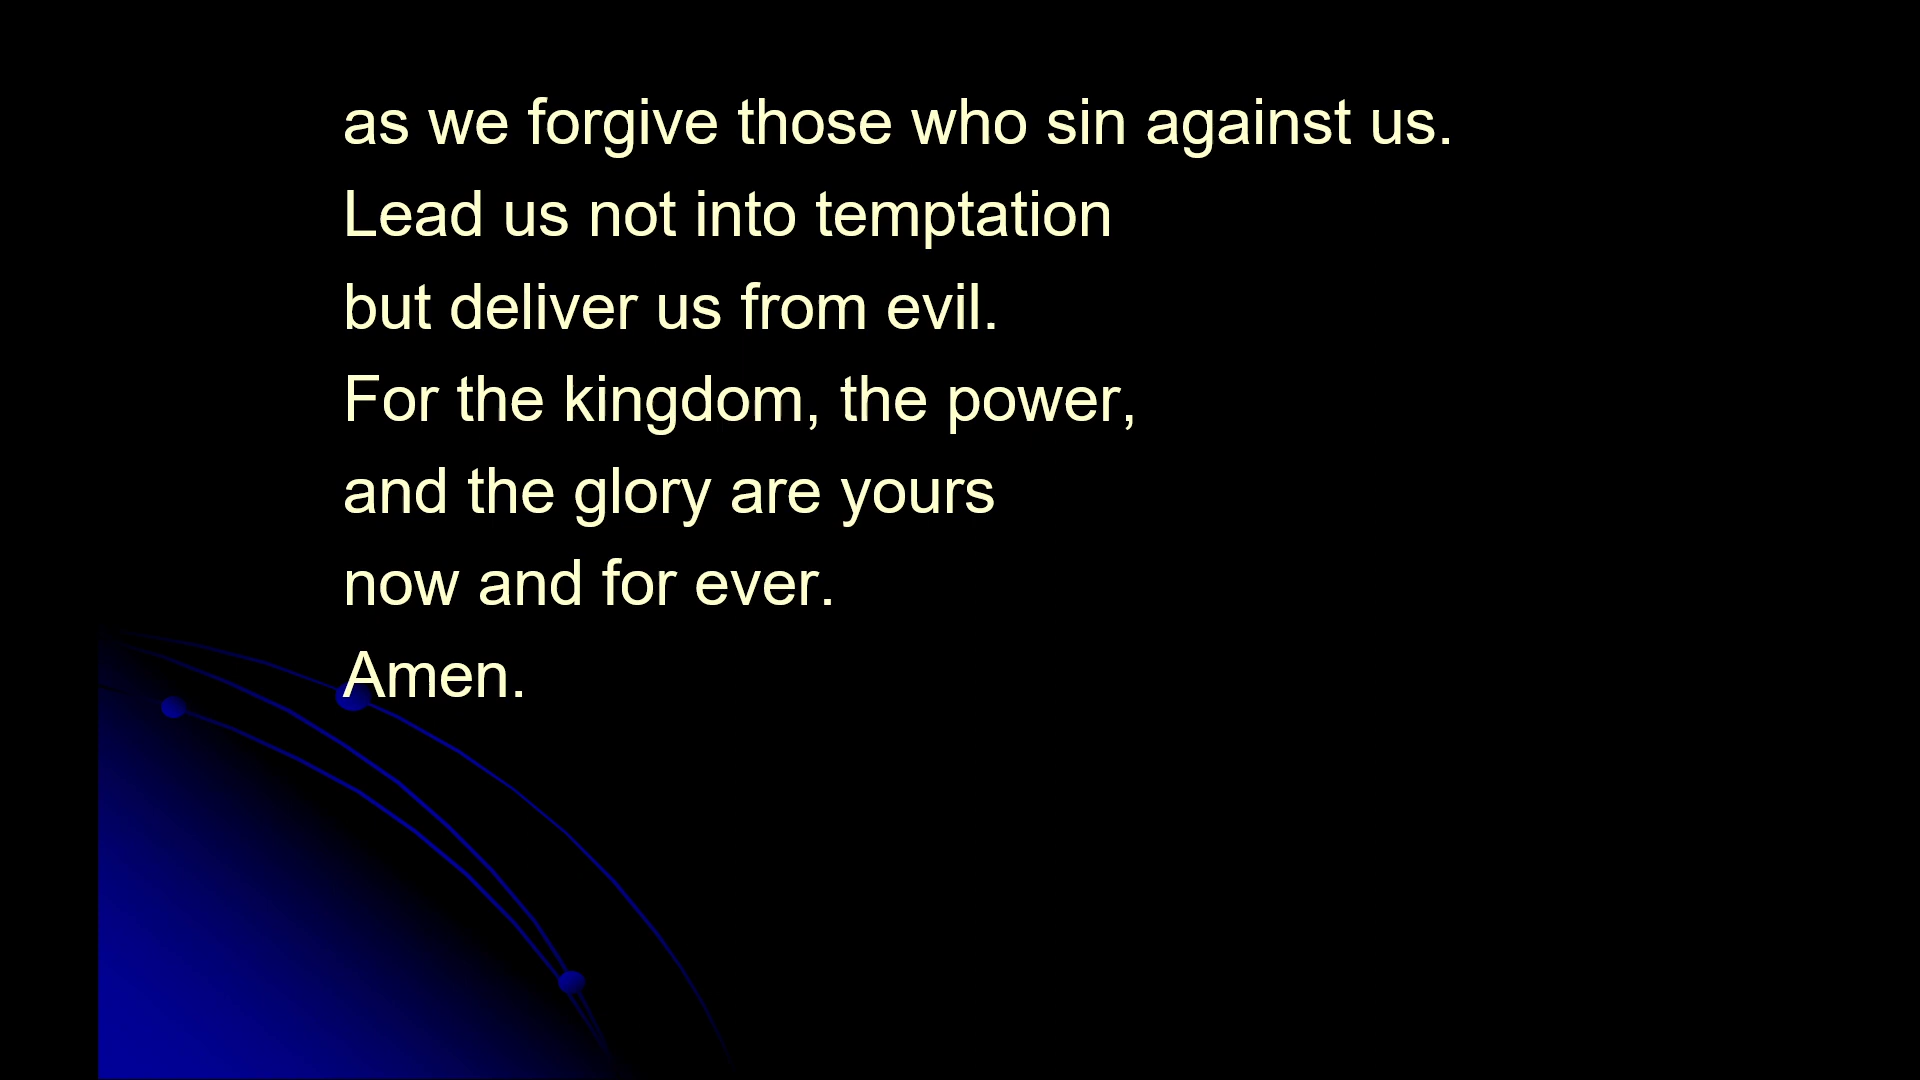 as we forgive those who sin against us.
Lead us not into temptation
but deliver us from evil.
For the kingdom, the power,
and the glory are yours
now and for ever.
Amen.